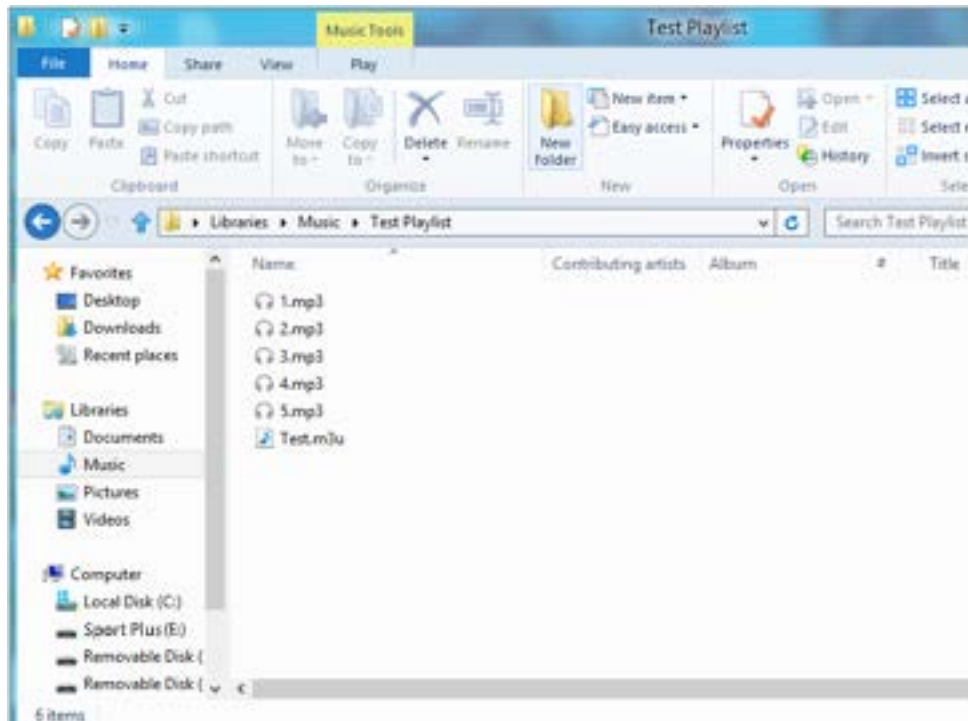 Music Tools Test Playlist
File Home Share View Play
Copy Paste Cut Copy path Paste shortcut
Move to Copy to Delete Rename
New folder New item Easy access
Properties Open Edit History
Select Select Invert
Clipboard Organize New Open
Libraries Music Test Playlist Search Test Playlist
Name Contributing artists Album # Title
Favorites
Desktop
Downloads
Recent places
Libraries
Documents
Music
Pictures
Videos
Computer
Local Disk (C:)
Sport Plus (E:)
Removable Disk (
Removable Disk (
1.mp3
2.mp3
3.mp3
4.mp3
5.mp3
Test.m3u
6 items